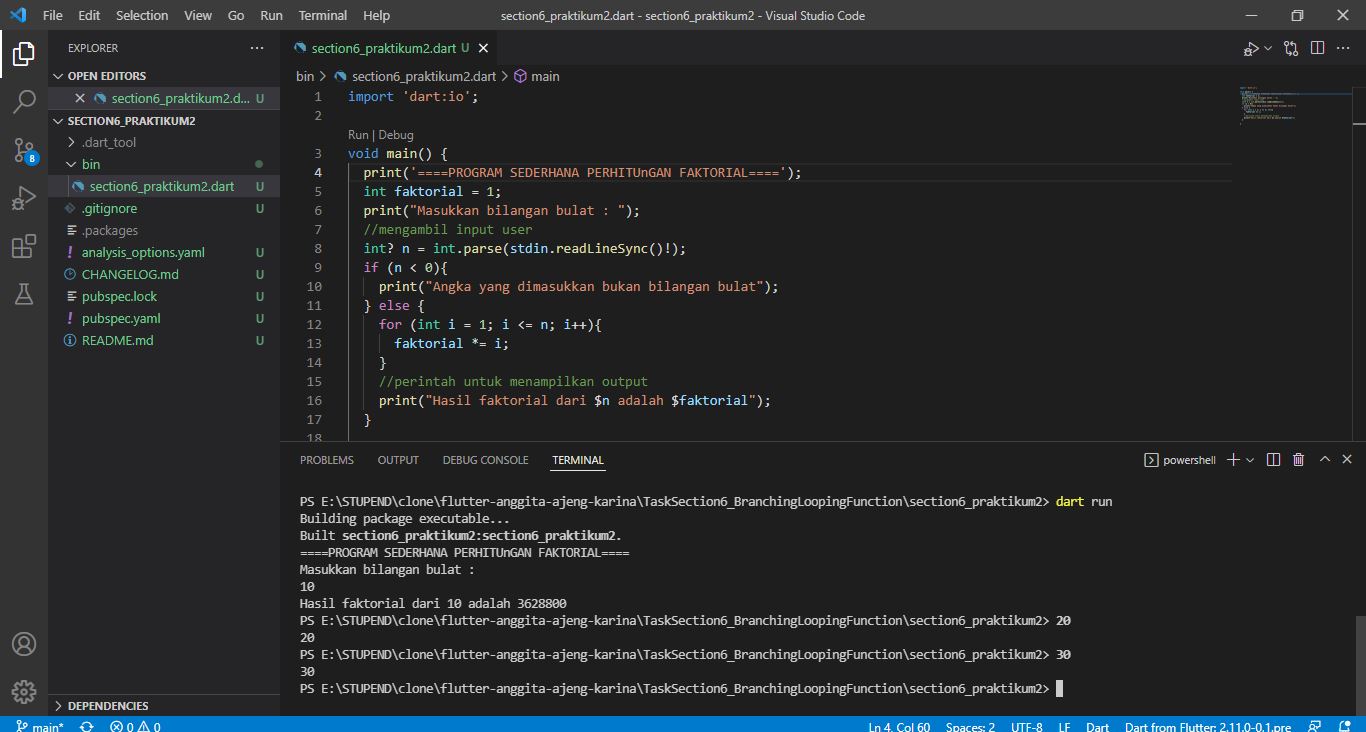 File Edit Selection View Go Run Terminal Help section6_praktikum2.dart - section6_praktikum2 - Visual Studio Code
EXPLORER
OPEN EDITORS
section6_praktikum2.d... U
SECTION6_PRAKTIKUM2
.dart_tool
bin
section6_praktikum2.dart U
.gitignore U
.packages
analysis_options.yaml U
CHANGELOG.md U
pubspec.lock U
pubspec.yaml U
README.md U
8
DEPENDENCIES
section6_praktikum2.dart U
bin > section6_praktikum2.dart > main
1 import 'dart:io';
2
Run | Debug
3 void main() {
4 print('====PROGRAM SEDERHANA PERHITUnGAN FAKTORIAL====');
5 int faktorial = 1;
6 print("Masukkan bilangan bulat : ");
7 //mengambil input user
8 int? n = int.parse(stdin.readLineSync()!);
9 if (n < 0){
10 print("Angka yang dimasukkan bukan bilangan bulat");
11 } else {
12 for (int i = 1; i <= n; i++){
13 faktorial *= i;
14 }
15 //perintah untuk menampilkan output
16 print("Hasil faktorial dari $n adalah $faktorial");
17 }
18
PROBLEMS OUTPUT DEBUG CONSOLE TERMINAL powershell
PS E:\STUPEND\clone\flutter-anggita-ajeng-karina\TaskSection6_BranchingLoopingFunction\section6_praktikum2> dart run
Building package executable...
Built section6_praktikum2:section6_praktikum2.
====PROGRAM SEDERHANA PERHITUnGAN FAKTORIAL====
Masukkan bilangan bulat :
10
Hasil faktorial dari 10 adalah 3628800
PS E:\STUPEND\clone\flutter-anggita-ajeng-karina\TaskSection6_BranchingLoopingFunction\section6_praktikum2> 20
20
PS E:\STUPEND\clone\flutter-anggita-ajeng-karina\TaskSection6_BranchingLoopingFunction\section6_praktikum2> 30
30
PS E:\STUPEND\clone\flutter-anggita-ajeng-karina\TaskSection6_BranchingLoopingFunction\section6_praktikum2>
main* 0 0 Ln 4, Col 60 Spaces: 2 UTF-8 LF Dart Dart from Flutter: 2.11.0-0.1.pre